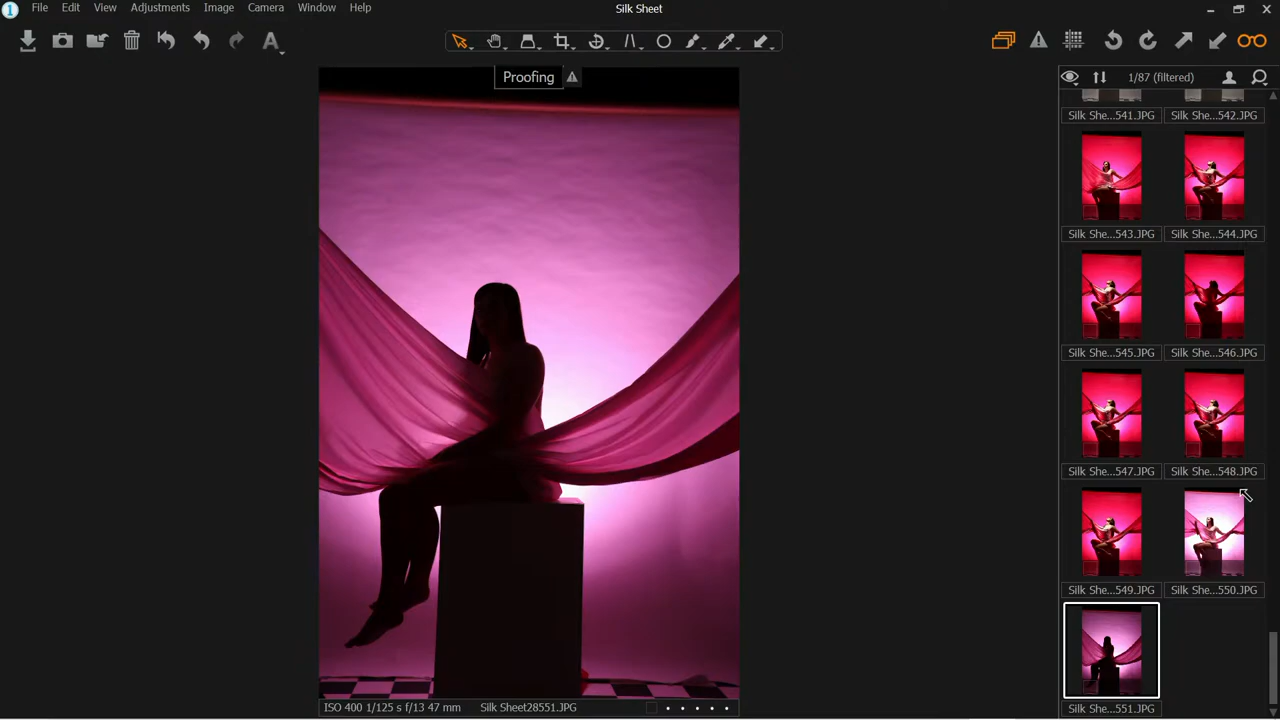 Silk Sheet
File Edit View Adjustments Image Camera Window Help
A
Proofing
1/87 (filtered)
Silk She...541.JPG Silk She...542.JPG
Silk She...543.JPG Silk She...544.JPG
Silk She...545.JPG Silk She...546.JPG
Silk She...547.JPG Silk She...548.JPG
Silk She...549.JPG Silk She...550.JPG
Silk She...551.JPG
ISO 400 1/125 s f/13 47 mm Silk Sheet28551.JPG